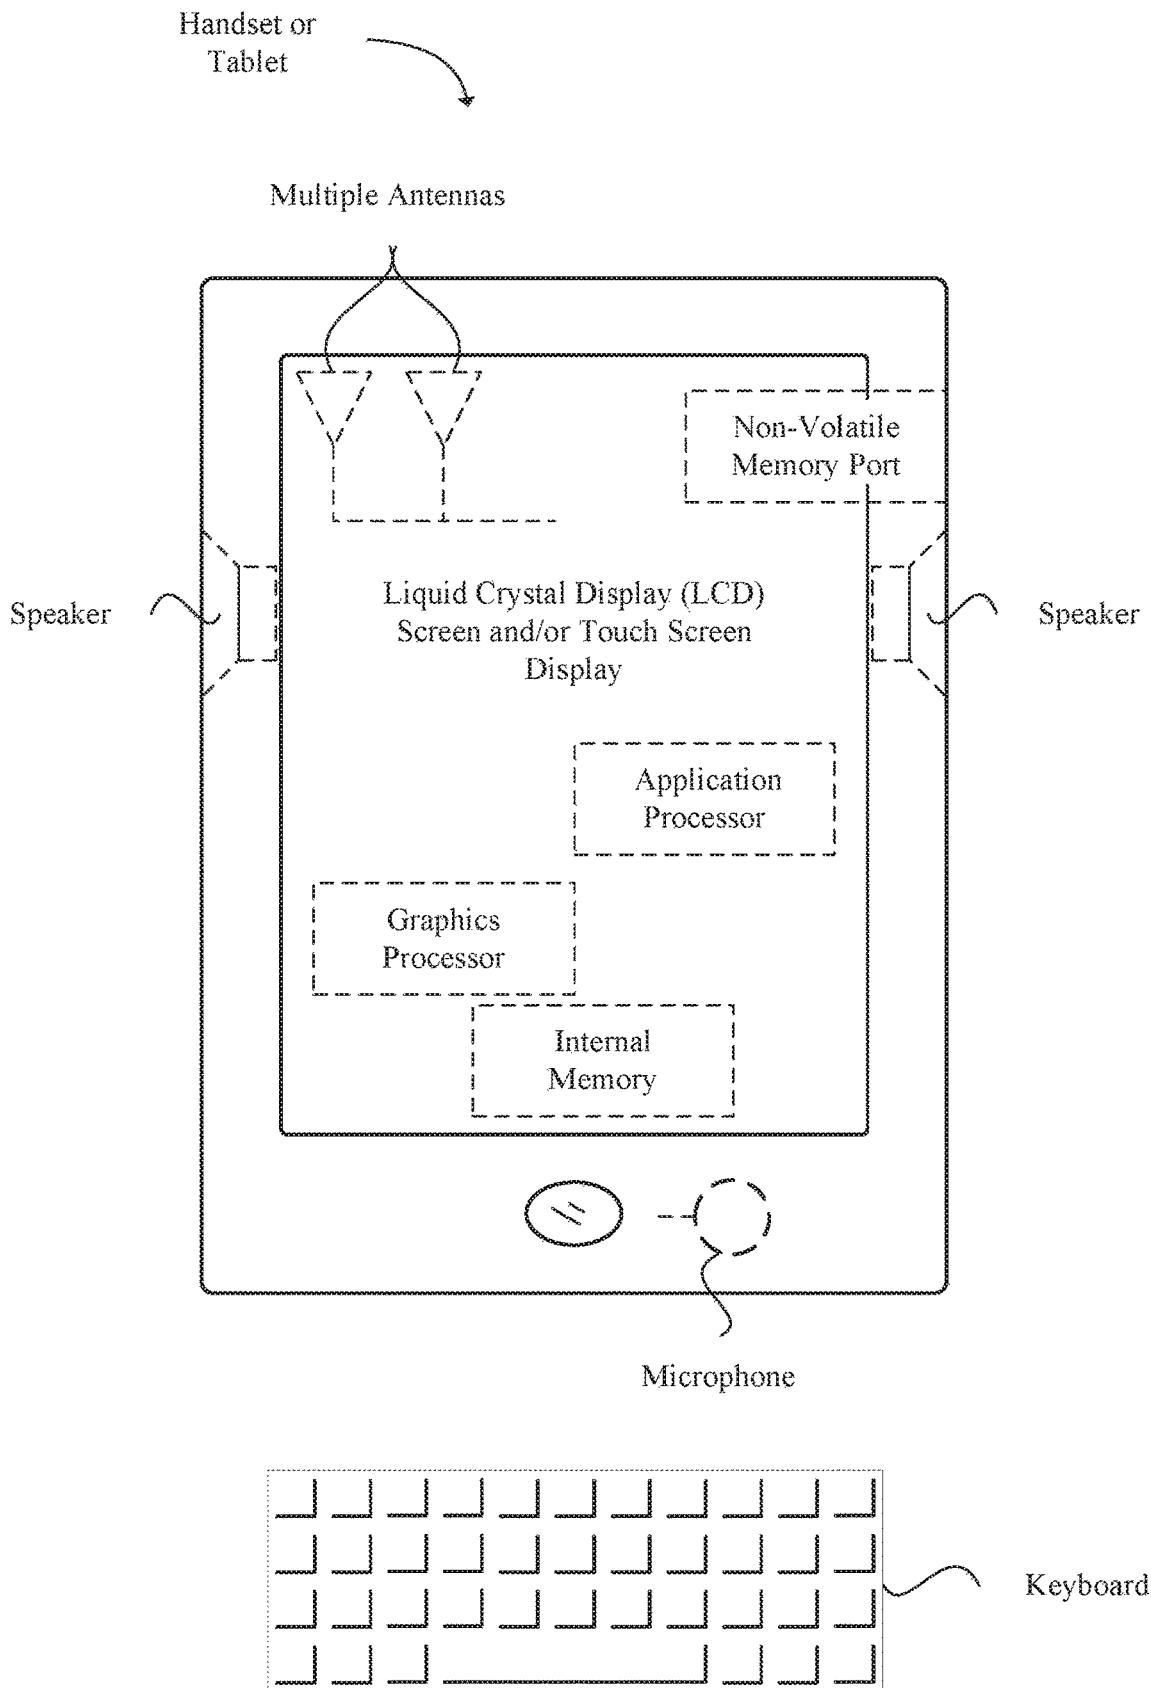 Handset or
Tablet
Multiple Antennas
Non-Volatile
Memory Port
Speaker
Liquid Crystal Display (LCD)
Screen and/or Touch Screen
Display
Speaker
Application
Processor
Graphics
Processor
Internal
Memory
Microphone
Keyboard